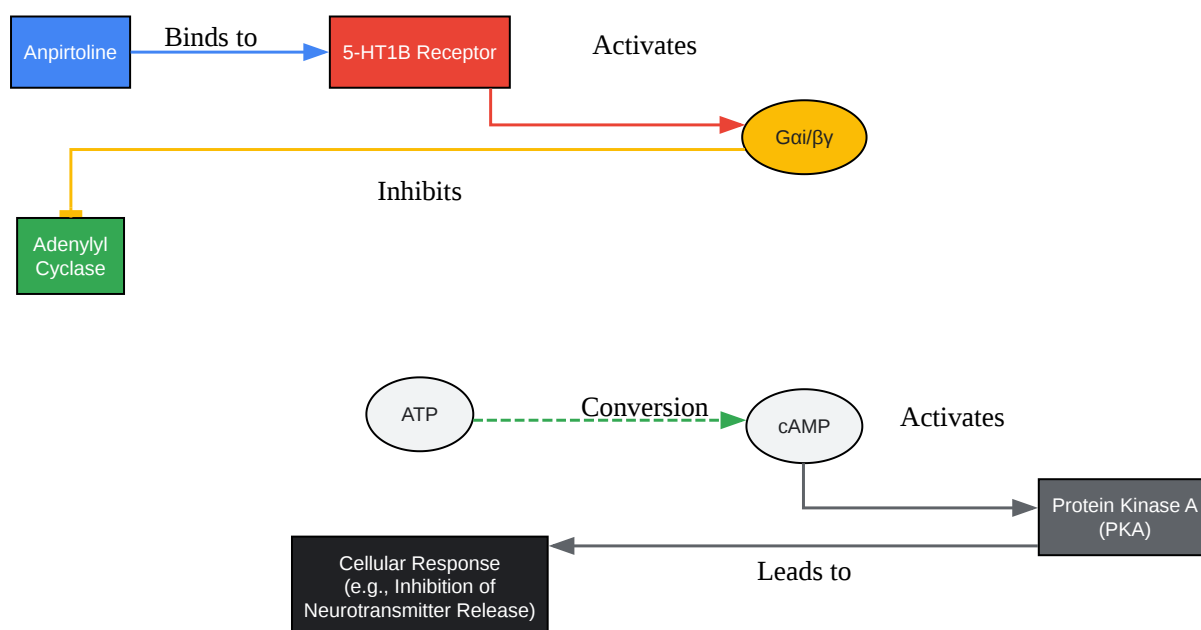 Anpirtoline
Binds to
5-HT1B Receptor
Activates
Gαi/βγ
Inhibits
Adenylyl
Cyclase
ATP
Conversion
cAMP
Activates
Protein Kinase A
(PKA)
Cellular Response
(e.g., Inhibition of
Neurotransmitter Release)
Leads to